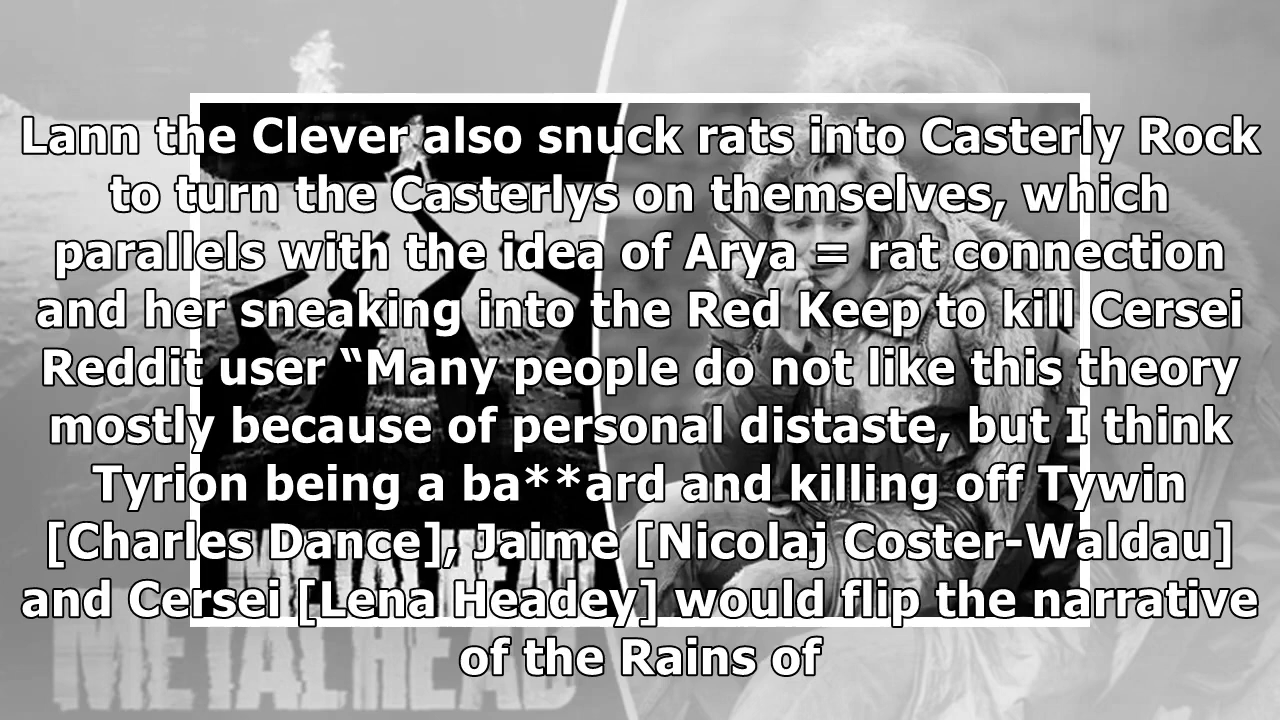 Lann the Clever also snuck rats into Casterly Rock
to turn the Casterlys on themselves, which
parallels with the idea of Arya = rat connection
and her sneaking into the Red Keep to kill Cersei
Reddit user “Many people do not like this theory
mostly because of personal distaste, but I think
Tyrion being a ba**ard and killing off Tywin
[Charles Dance], Jaime [Nicolaj Coster-Waldau]
and Cersei [Lena Headey] would flip the narrative
of the Rains of
METALHEAD
METALHEAD